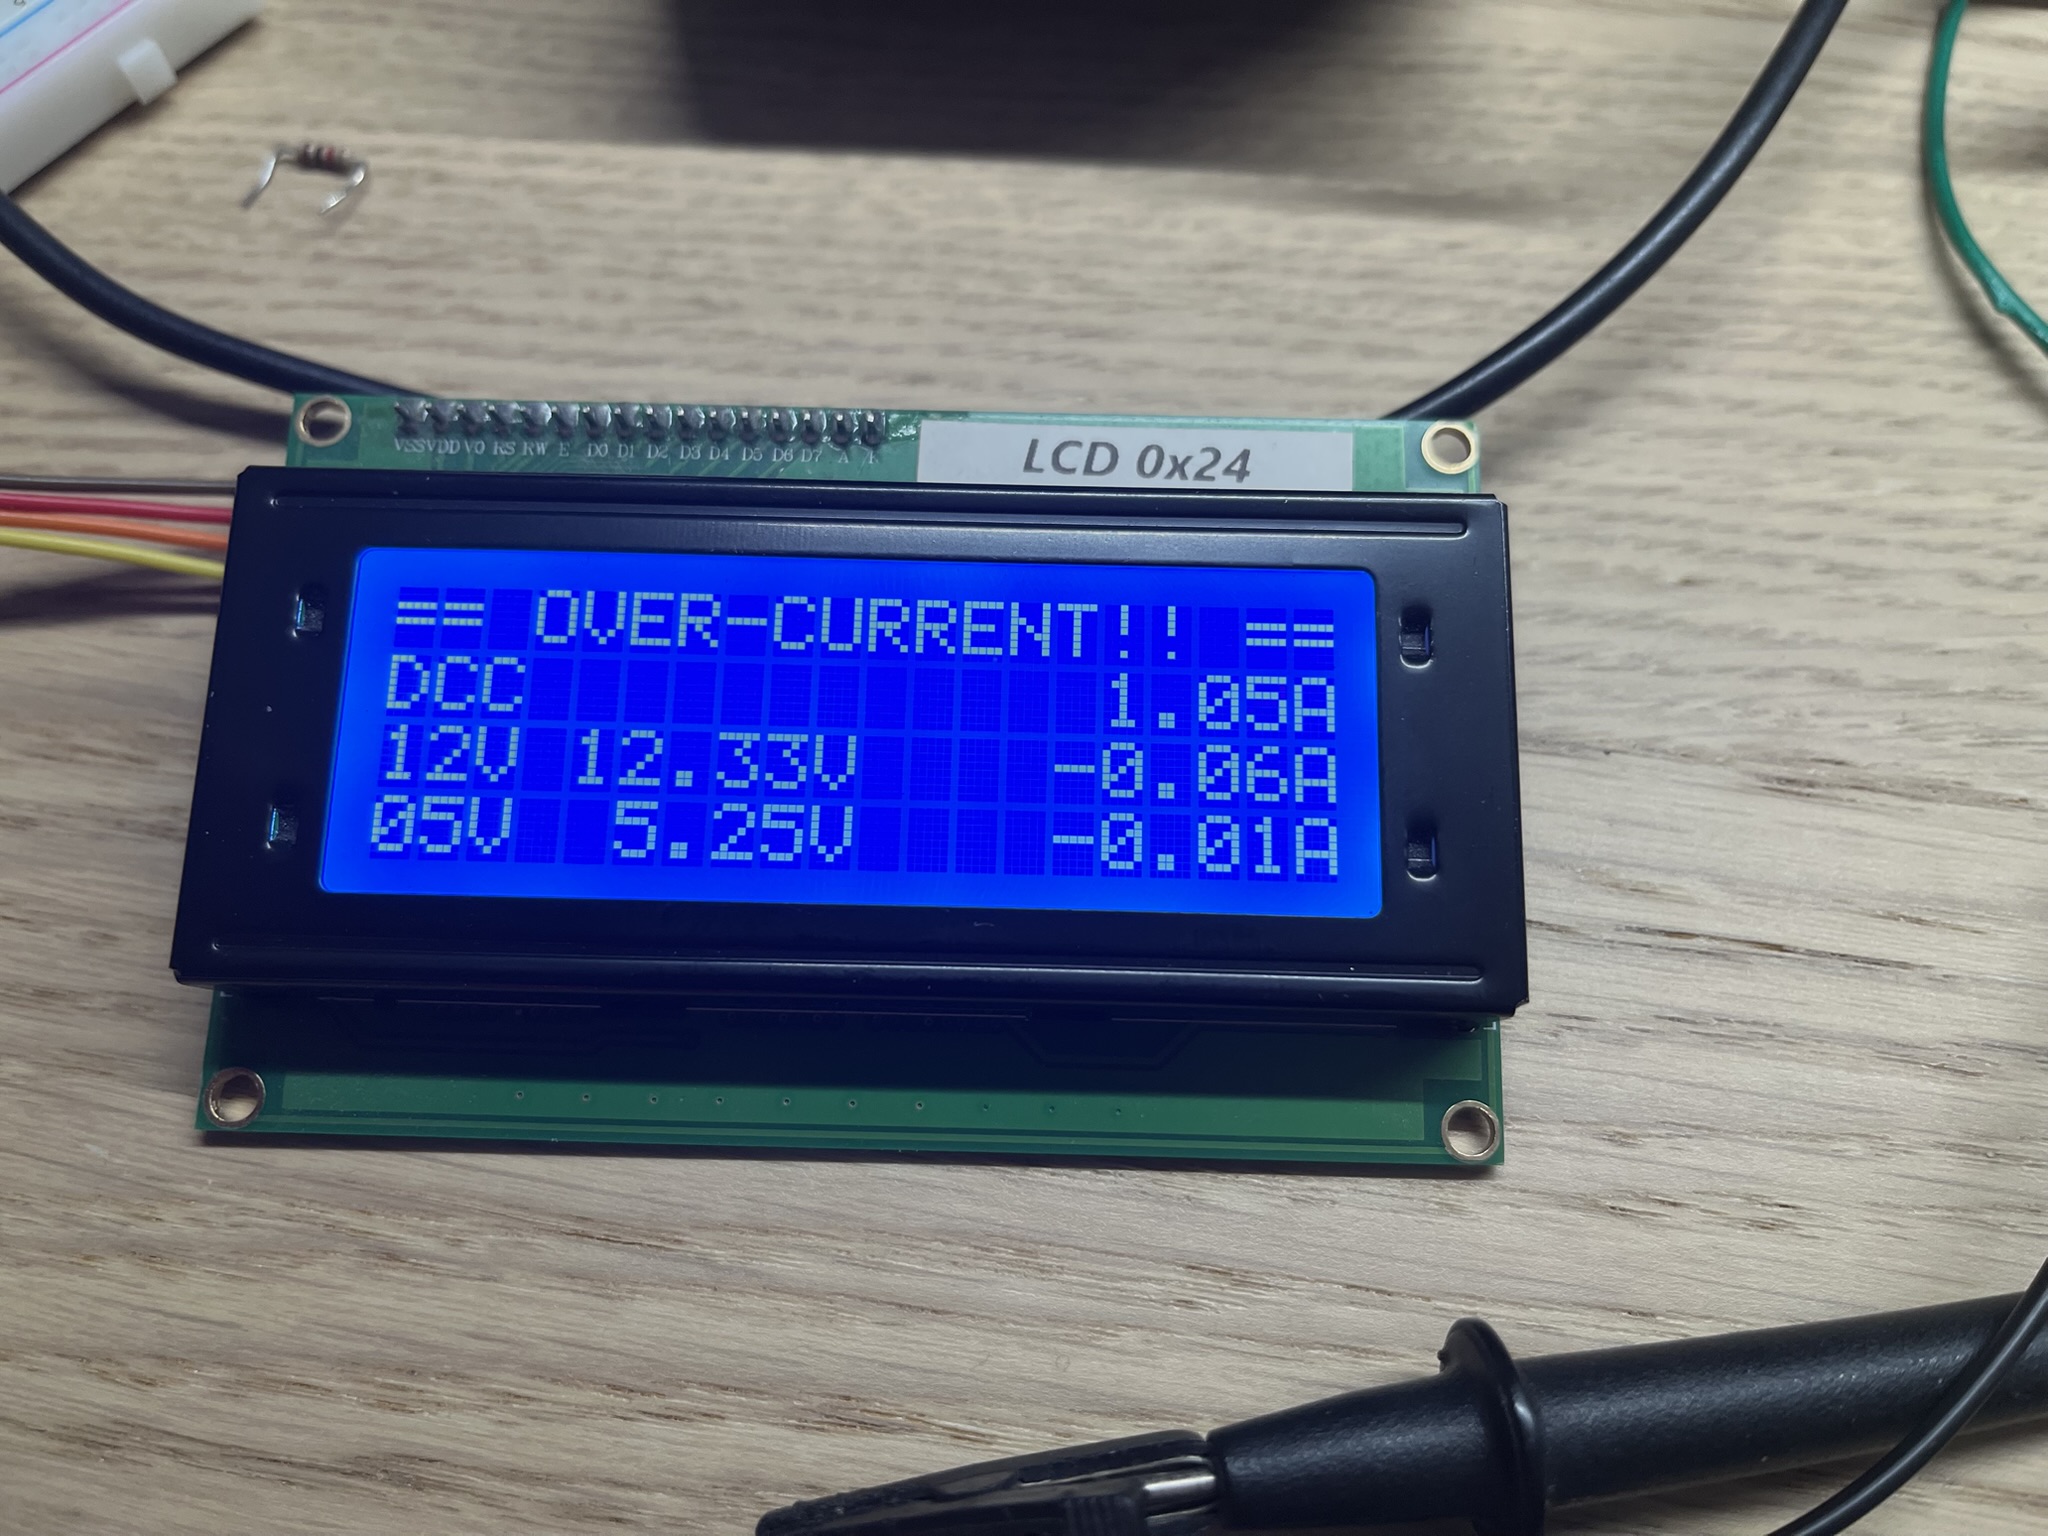 VSS VDD V0 RS RW E D0 D1 D2 D3 D4 D5 D6 D7 A
LCD 0x24
== OVER-CURRENT!! ==
DCC 1.05A
12V 12.33V -0.06A
05V 5.25V -0.01A